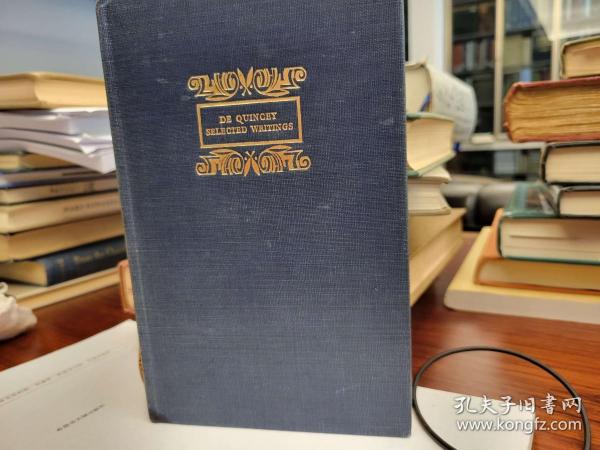 DE QUINCEY
SELECTED WRITINGS
孔夫子旧书网
www.kongfz.com